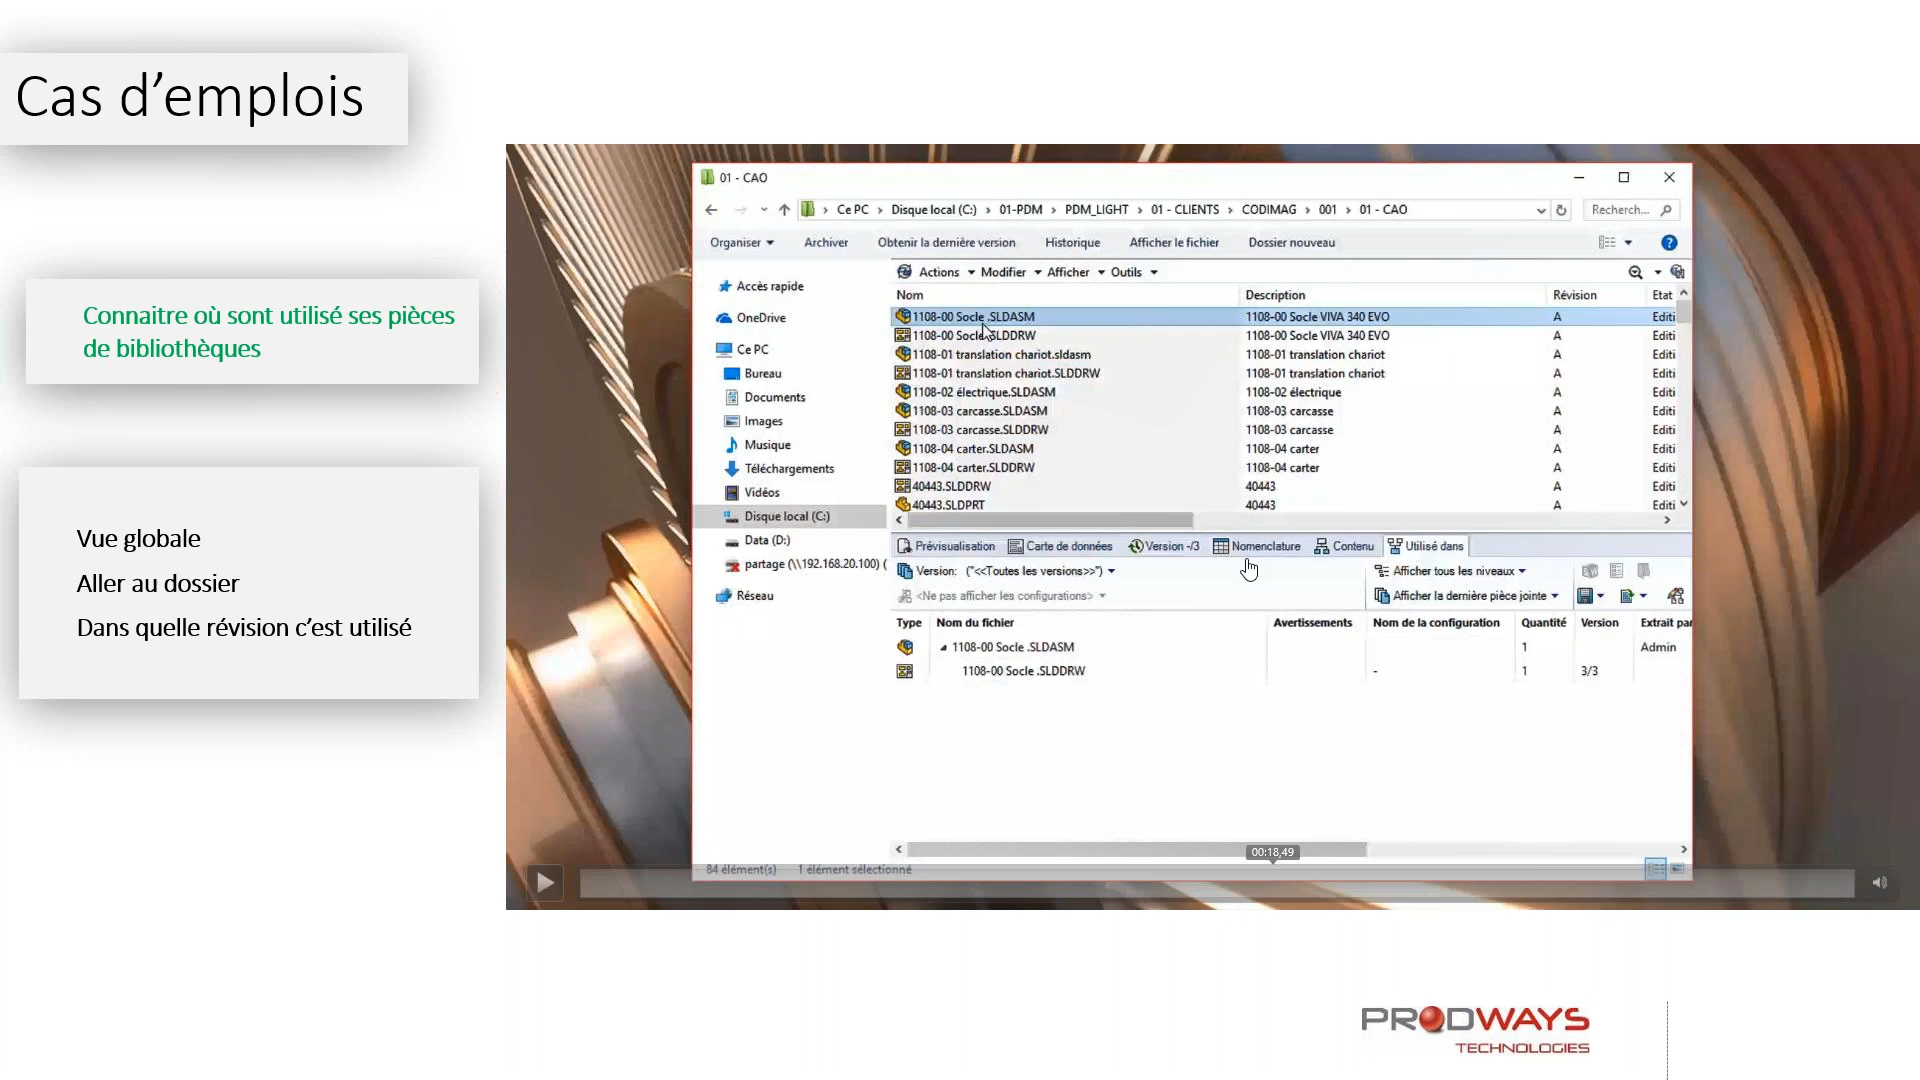 Cas d’emplois
Connaitre où sont utilisé ses pièces
de bibliothèques
Vue globale
Aller au dossier
Dans quelle révision c’est utilisé
01 - CAO
Ce PC > Disque local (C:) > 01-PDM > PDM_LIGHT > 01 - CLIENTS > CODIMAG > 001 > 01 - CAO
Recherch...
Organiser Archiver Obtenir la dernière version Historique Afficher le fichier Dossier nouveau
Accès rapide
OneDrive
Ce PC
Bureau
Documents
Images
Musique
Téléchargements
Vidéos
Disque local (C:)
Data (D:)
partage (\\192.168.20.100) (
Réseau
Actions Modifier Afficher Outils
Nom Description Révision Etat
1108-00 Socle .SLDASM 1108-00 Socle VIVA 340 EVO A Editi
1108-00 Socle .SLDDRW 1108-00 Socle VIVA 340 EVO A Editi
1108-01 translation chariot.sldasm 1108-01 translation chariot A Editi
1108-01 translation chariot.SLDDRW 1108-01 translation chariot A Editi
1108-02 électrique.SLDASM 1108-02 électrique A Editi
1108-03 carcasse.SLDASM 1108-03 carcasse A Editi
1108-03 carcasse.SLDDRW 1108-03 carcasse A Editi
1108-04 carter.SLDASM 1108-04 carter A Editi
1108-04 carter.SLDDRW 1108-04 carter A Editi
40443.SLDDRW 40443 A Editi
40443.SLDPRT 40443 A Editi
Prévisualisation Carte de données Version -/3 Nomenclature Contenu Utilisé dans
Version: ("<<Toutes les versions>>") Afficher tous les niveaux
<Ne pas afficher les configurations> Afficher la dernière pièce jointe
Type Nom du fichier Avertissements Nom de la configuration Quantité Version Extrait par
1108-00 Socle .SLDASM 1 Admin
1108-00 Socle .SLDDRW - 1 3/3
00:18,49
84 élément(s) 1 élément sélectionné
PRODWAYS
TECHNOLOGIES